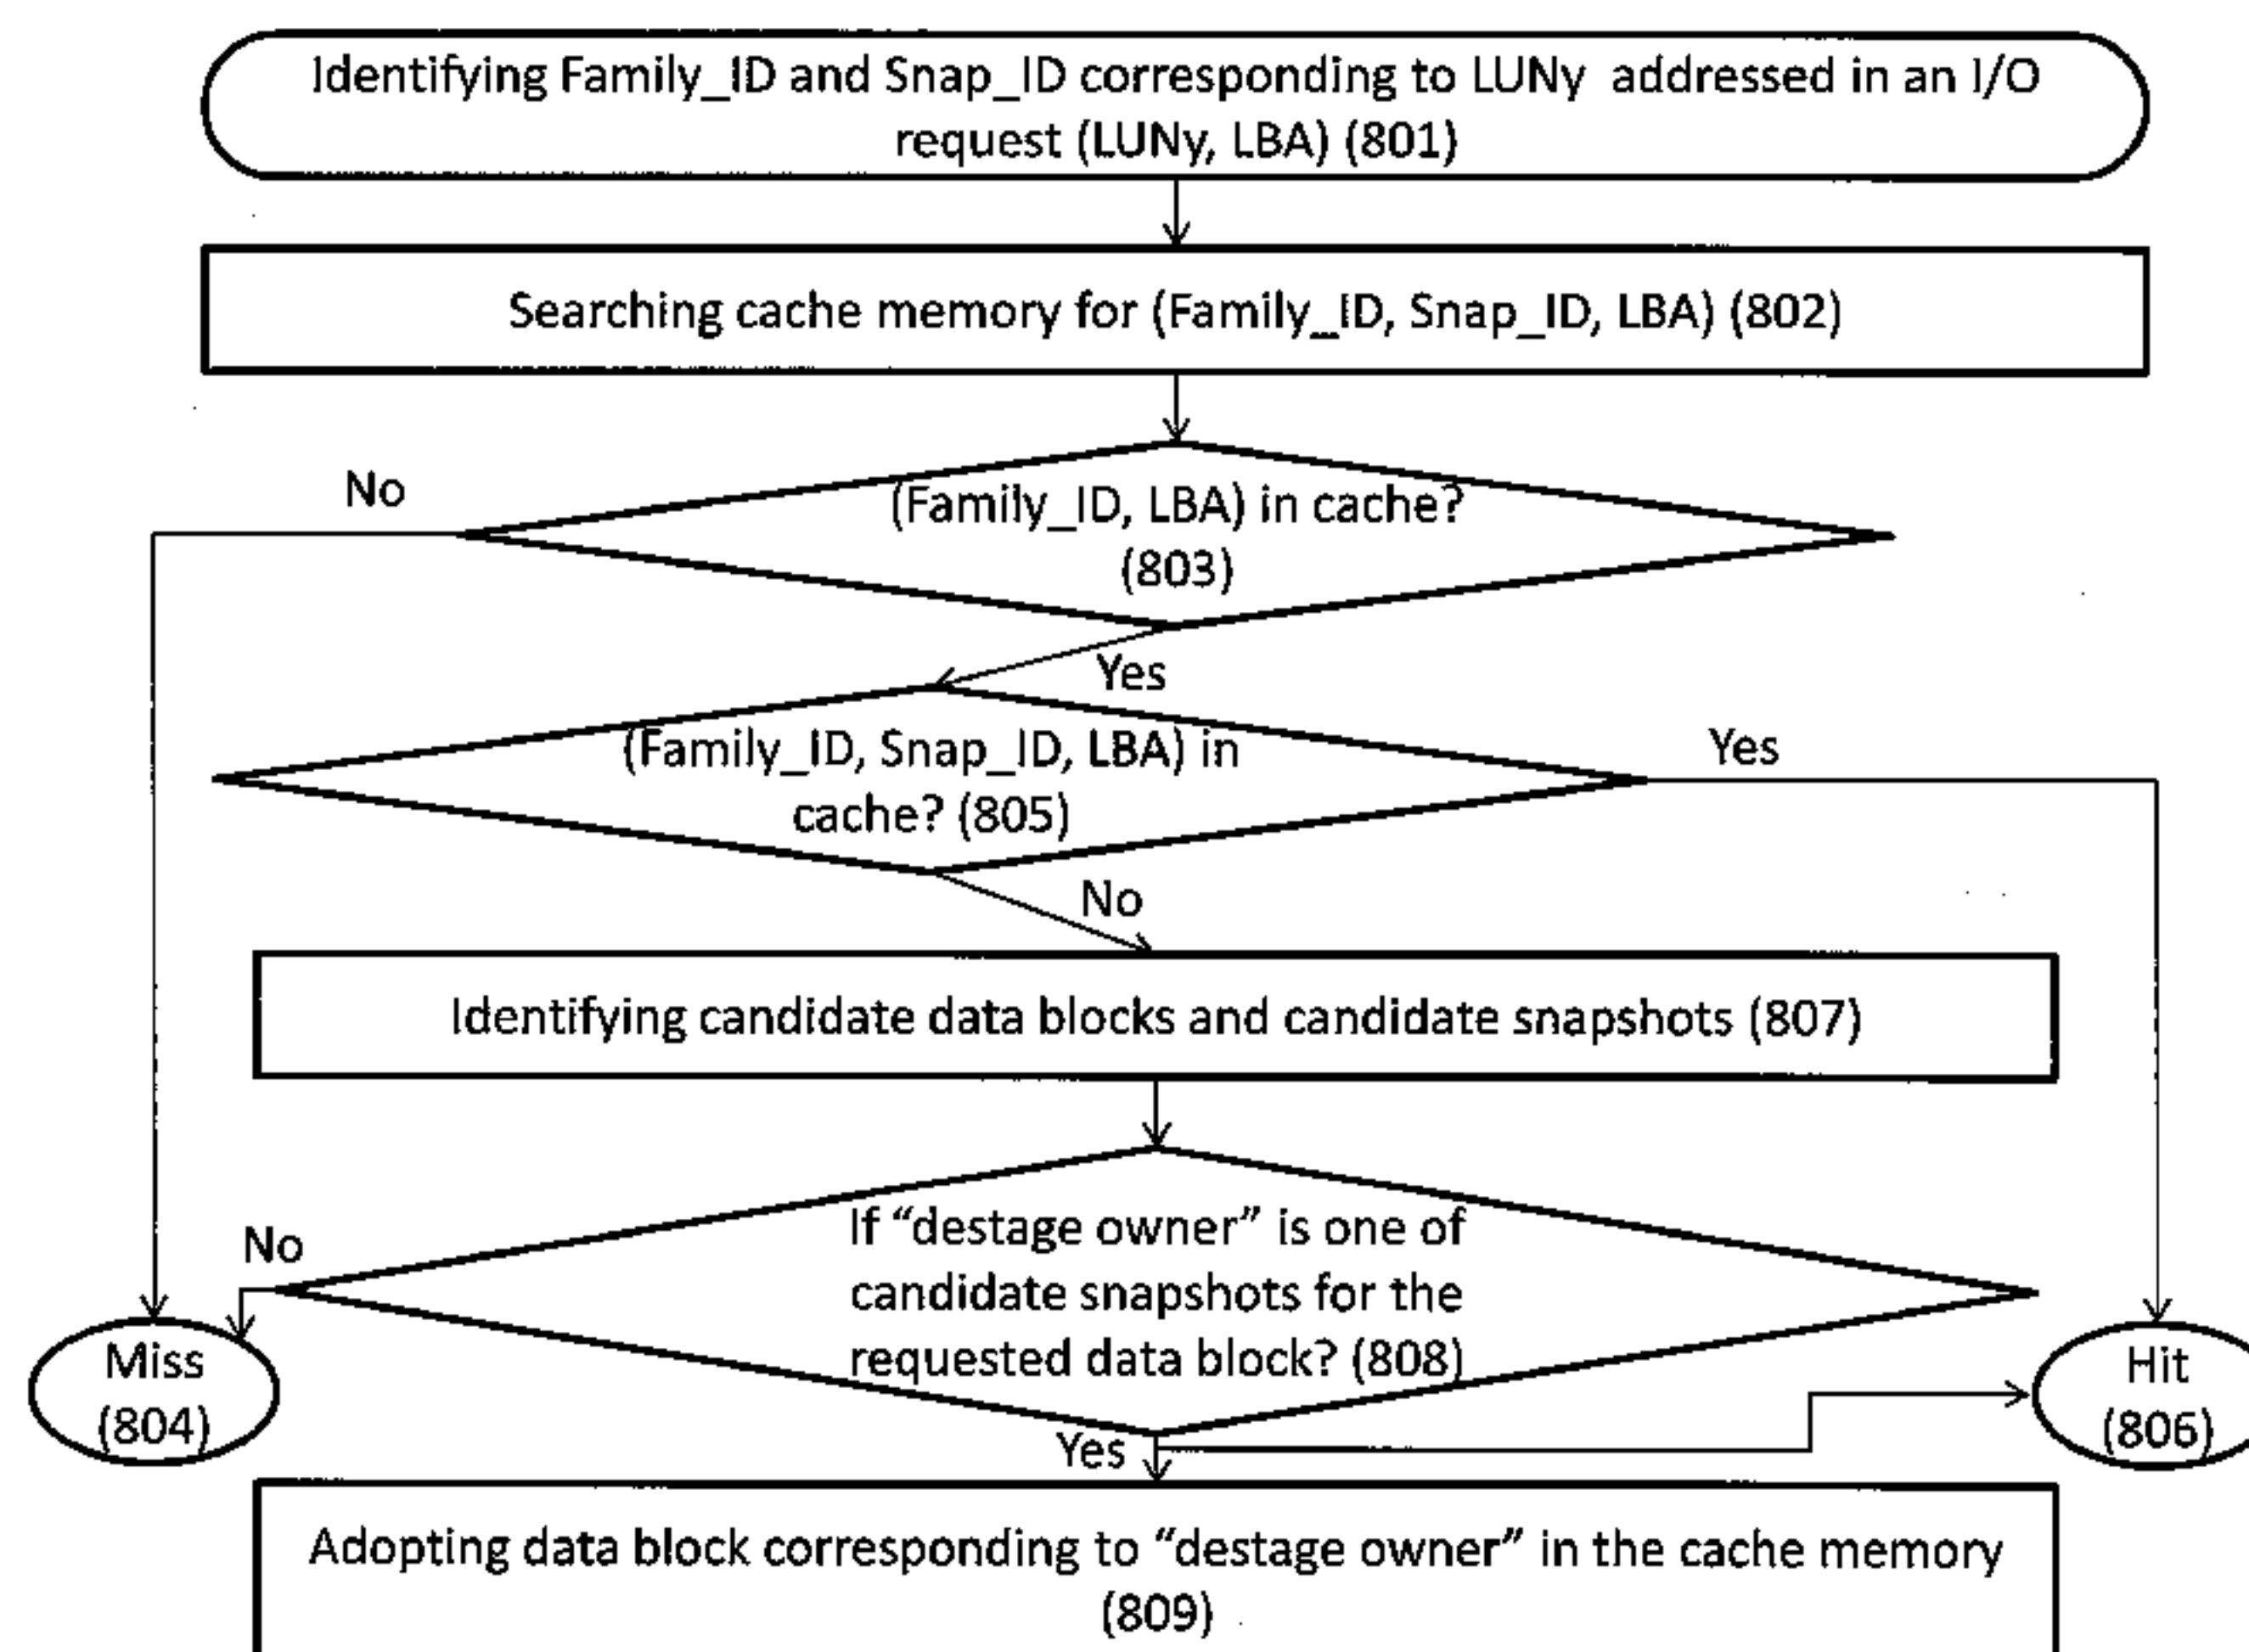 Identifying Family_ID and Snap_ID corresponding to LUNy addressed in an I/O
request (LUNy, LBA) (801)
Searching cache memory for (Family_ID, Snap_ID, LBA) (802)
No
(Family_ID, LBA) in cache?
(803)
Yes
(Family_ID, Snap_ID, LBA) in
cache? (805)
Yes
No
Identifying candidate data blocks and candidate snapshots (807)
No
If “destage owner” is one of
candidate snapshots for the
requested data block? (808)
Miss
(804)
Hit
(806)
Yes
Adopting data block corresponding to “destage owner” in the cache memory
(809)